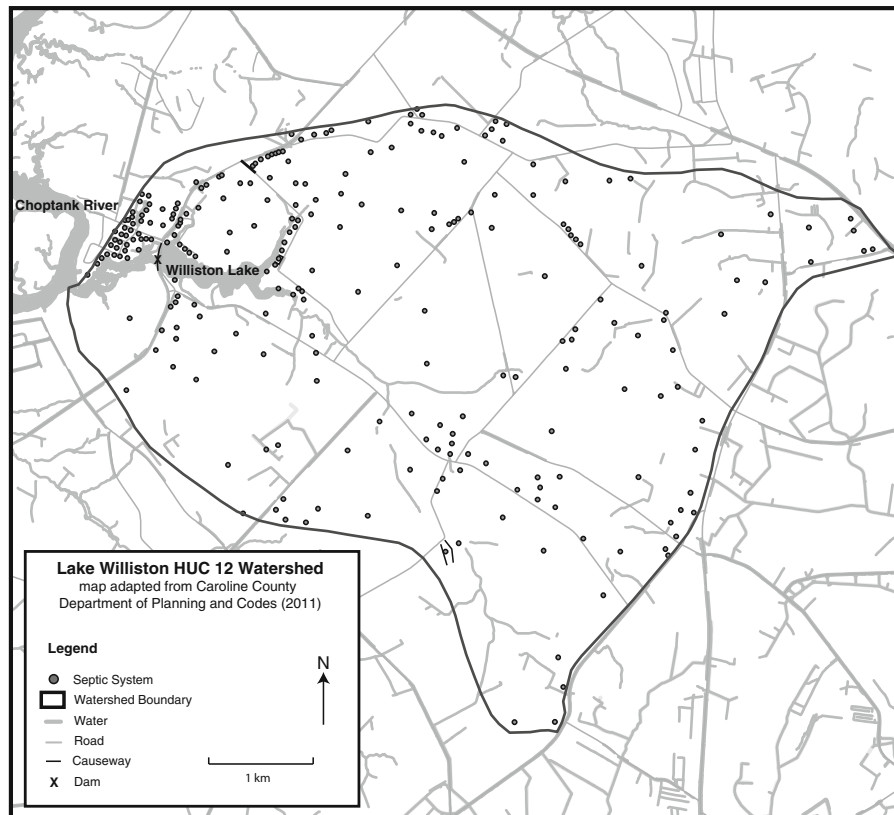 Choptank River
Williston Lake
X
Lake Williston HUC 12 Watershed
map adapted from Caroline County
Department of Planning and Codes (2011)
Legend
N
Septic System
Watershed Boundary
Water
Road
Causeway
1 km
X Dam